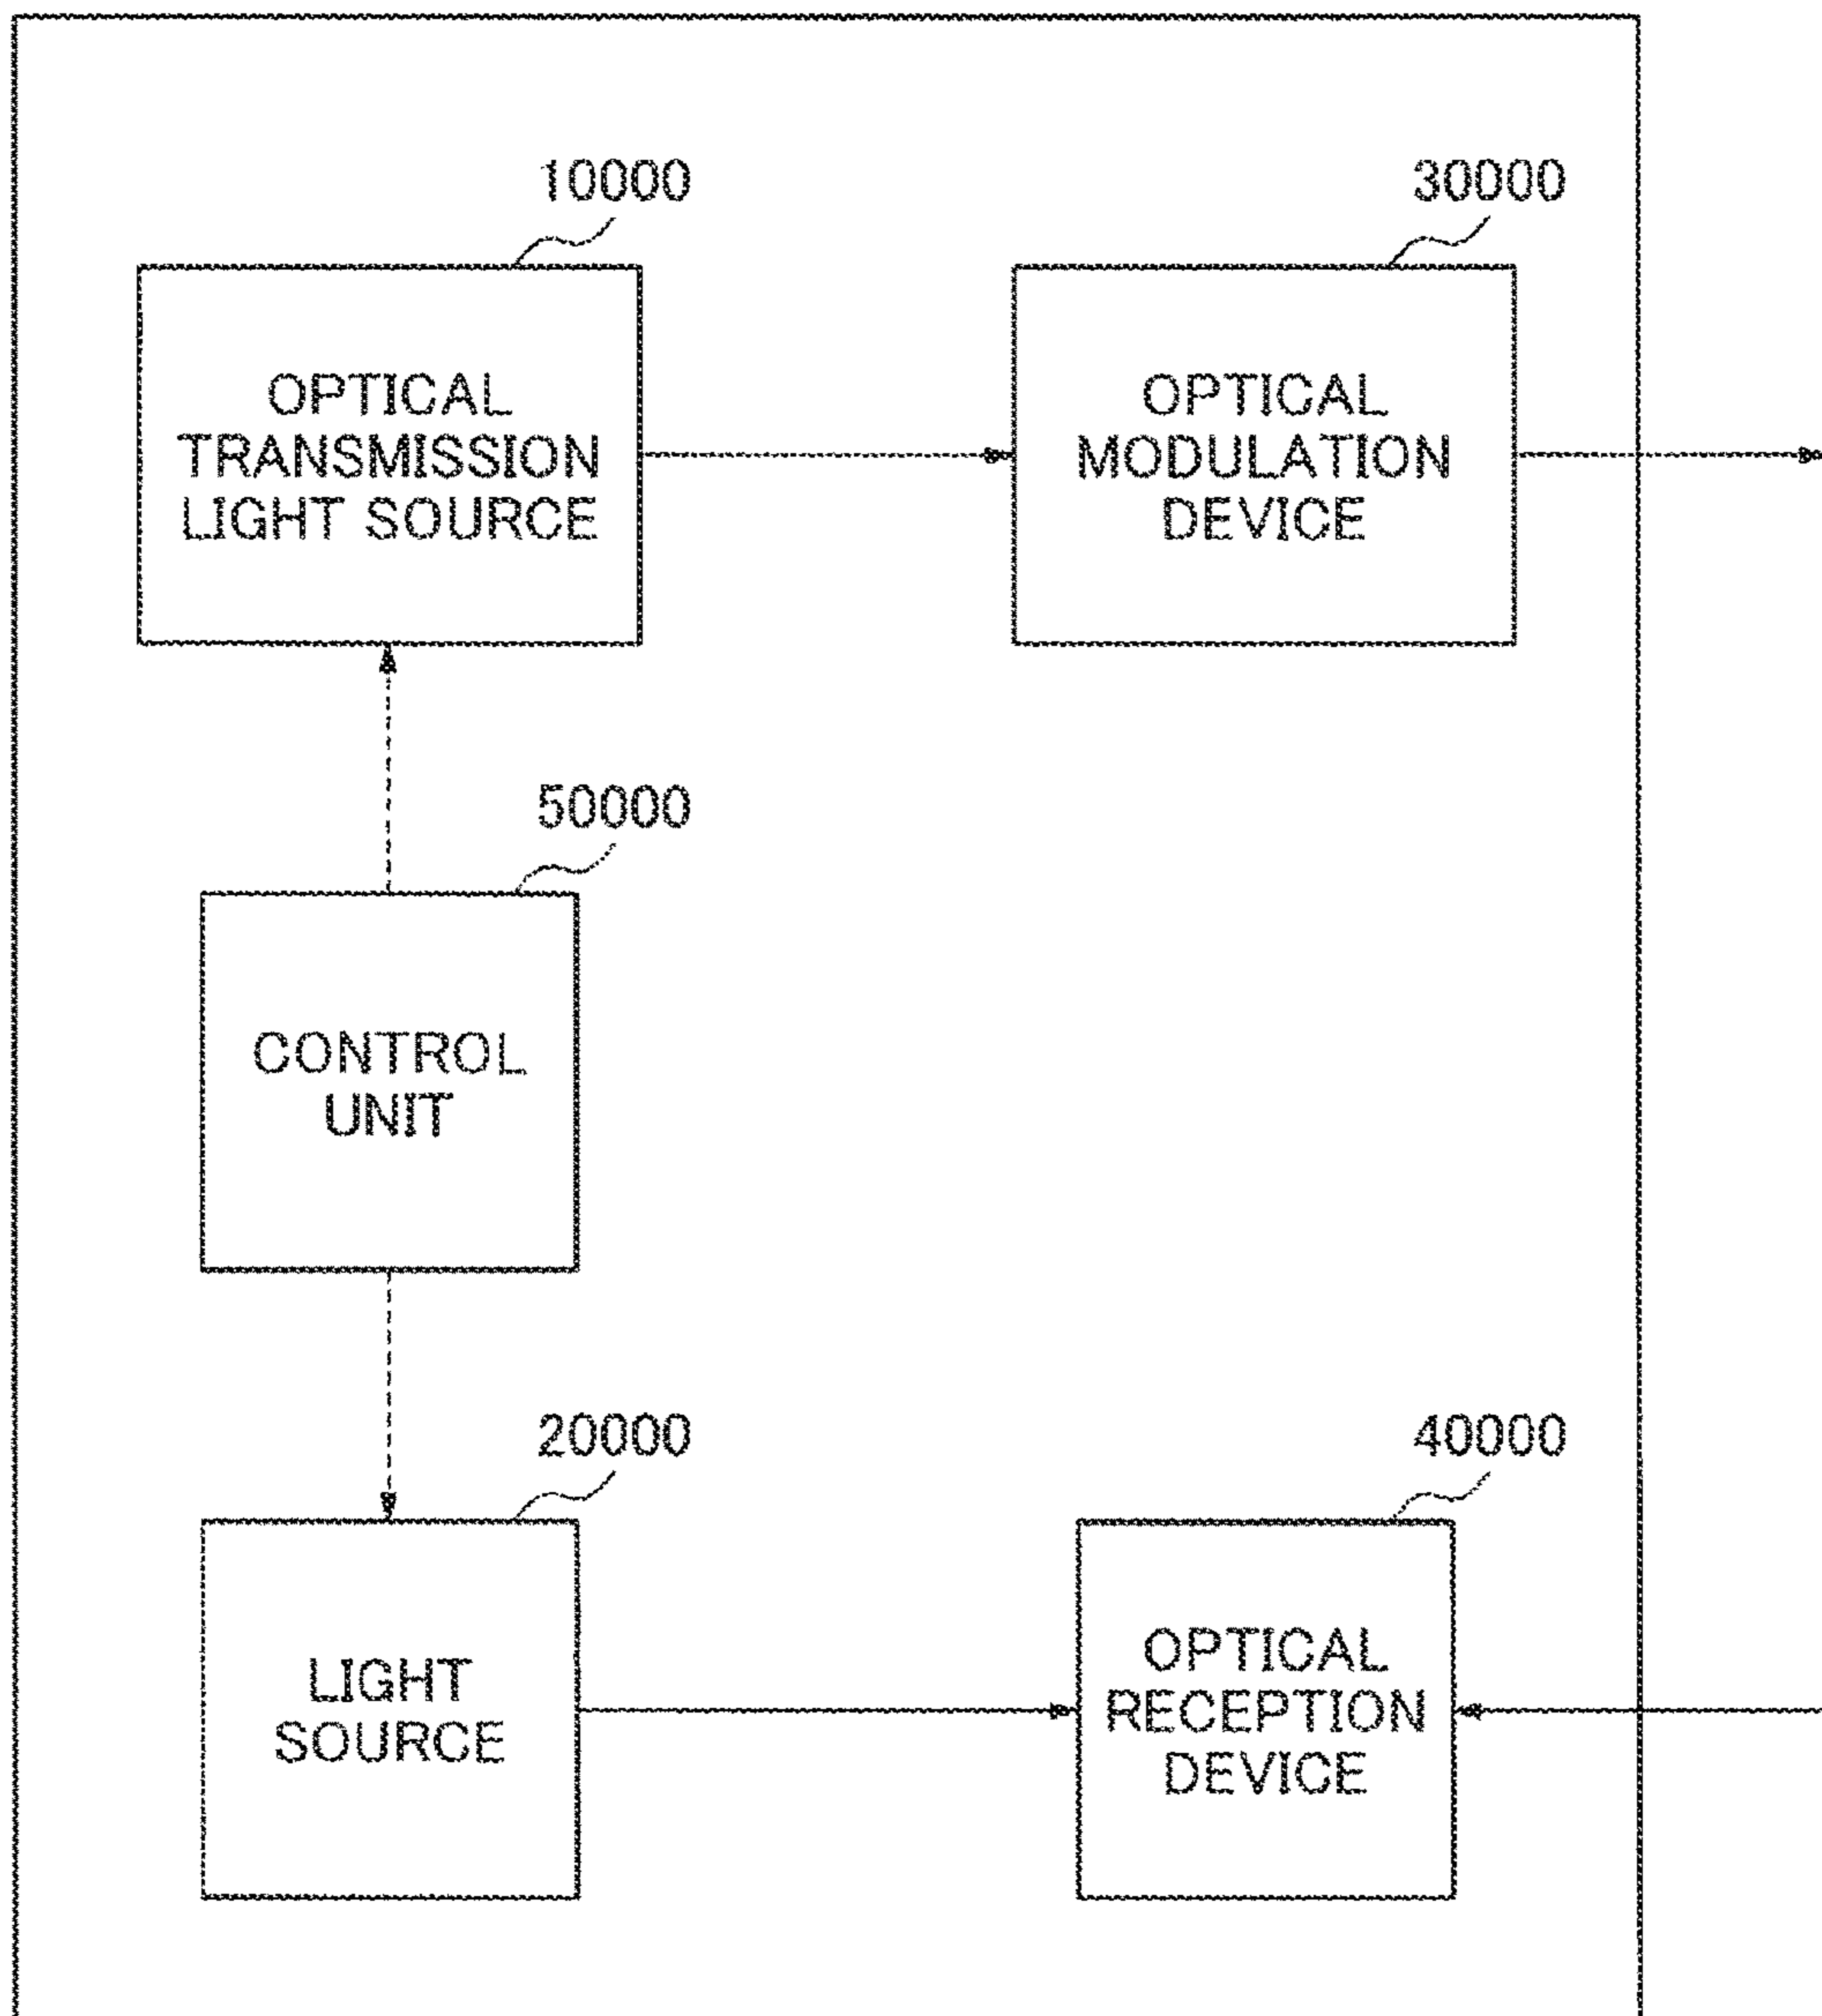 10000
30000
OPTICAL
TRANSMISSION
LIGHT SOURCE
OPTICAL
MODULATION
DEVICE
50000
CONTROL
UNIT
20000
40000
LIGHT
SOURCE
OPTICAL
RECEPTION
DEVICE